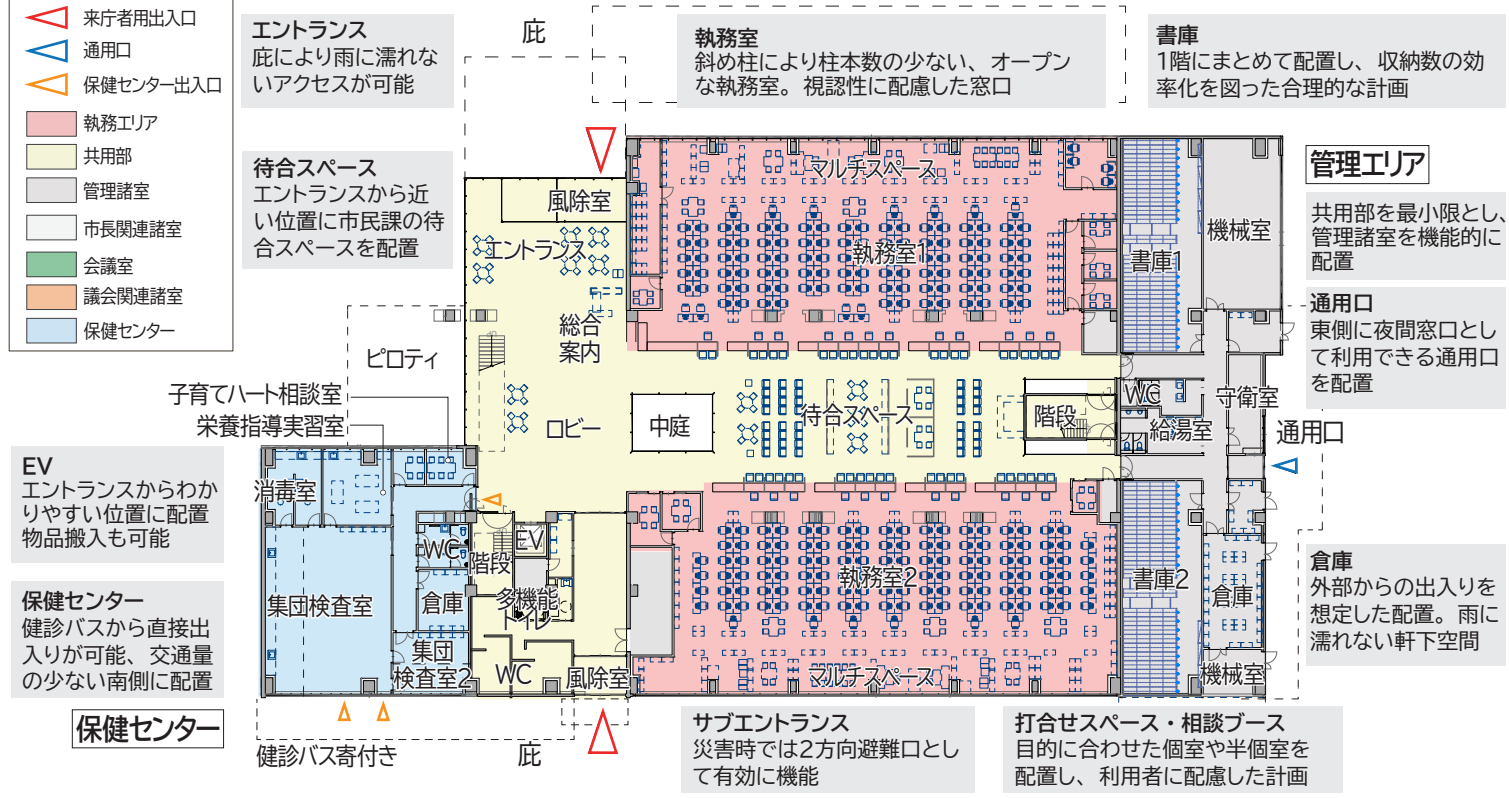 来庁者用出入口
通用口
保健センター出入口
執務エリア
共用部
管理諸室
市長関連諸室
会議室
議会関連諸室
保健センター
エントランス
庇により雨に濡れな
いアクセスが可能
庇
執務室
斜め柱により柱本数の少ない、オープン
な執務室。視認性に配慮した窓口
書庫
1階にまとめて配置し、収納数の効
率化を図った合理的な計画
待合スペース
エントランスから近
い位置に市民課の待
合スペースを配置
管理エリア
共用部を最小限とし、
管理諸室を機能的に
配置
通用口
東側に夜間窓口とし
て利用できる通用口
を配置
マルチスペース
風除室
エントランス
執務室1
書庫1
機械室
総合
案内
ピロティ
子育てハート相談室
栄養指導実習室
ロビー
中庭
待合スペース
階段
WC
給湯室
守衛室
通用口
EV
エントランスからわか
りやすい位置に配置
物品搬入も可能
消毒室
WC
階段
EV
執務室2
書庫2
倉庫
集団検査室
倉庫
多機能
トイレ
集団
検査室2
WC
風除室
マルチスペース
機械室
倉庫
外部からの出入りを
想定した配置。雨に
濡れない軒下空間
保健センター
健診バスから直接出
入りが可能、交通量
の少ない南側に配置
保健センター
健診バス寄付き
庇
サブエントランス
災害時では2方向避難口とし
て有効に機能
打合せスペース・相談ブース
目的に合わせた個室や半個室を
配置し、利用者に配慮した計画